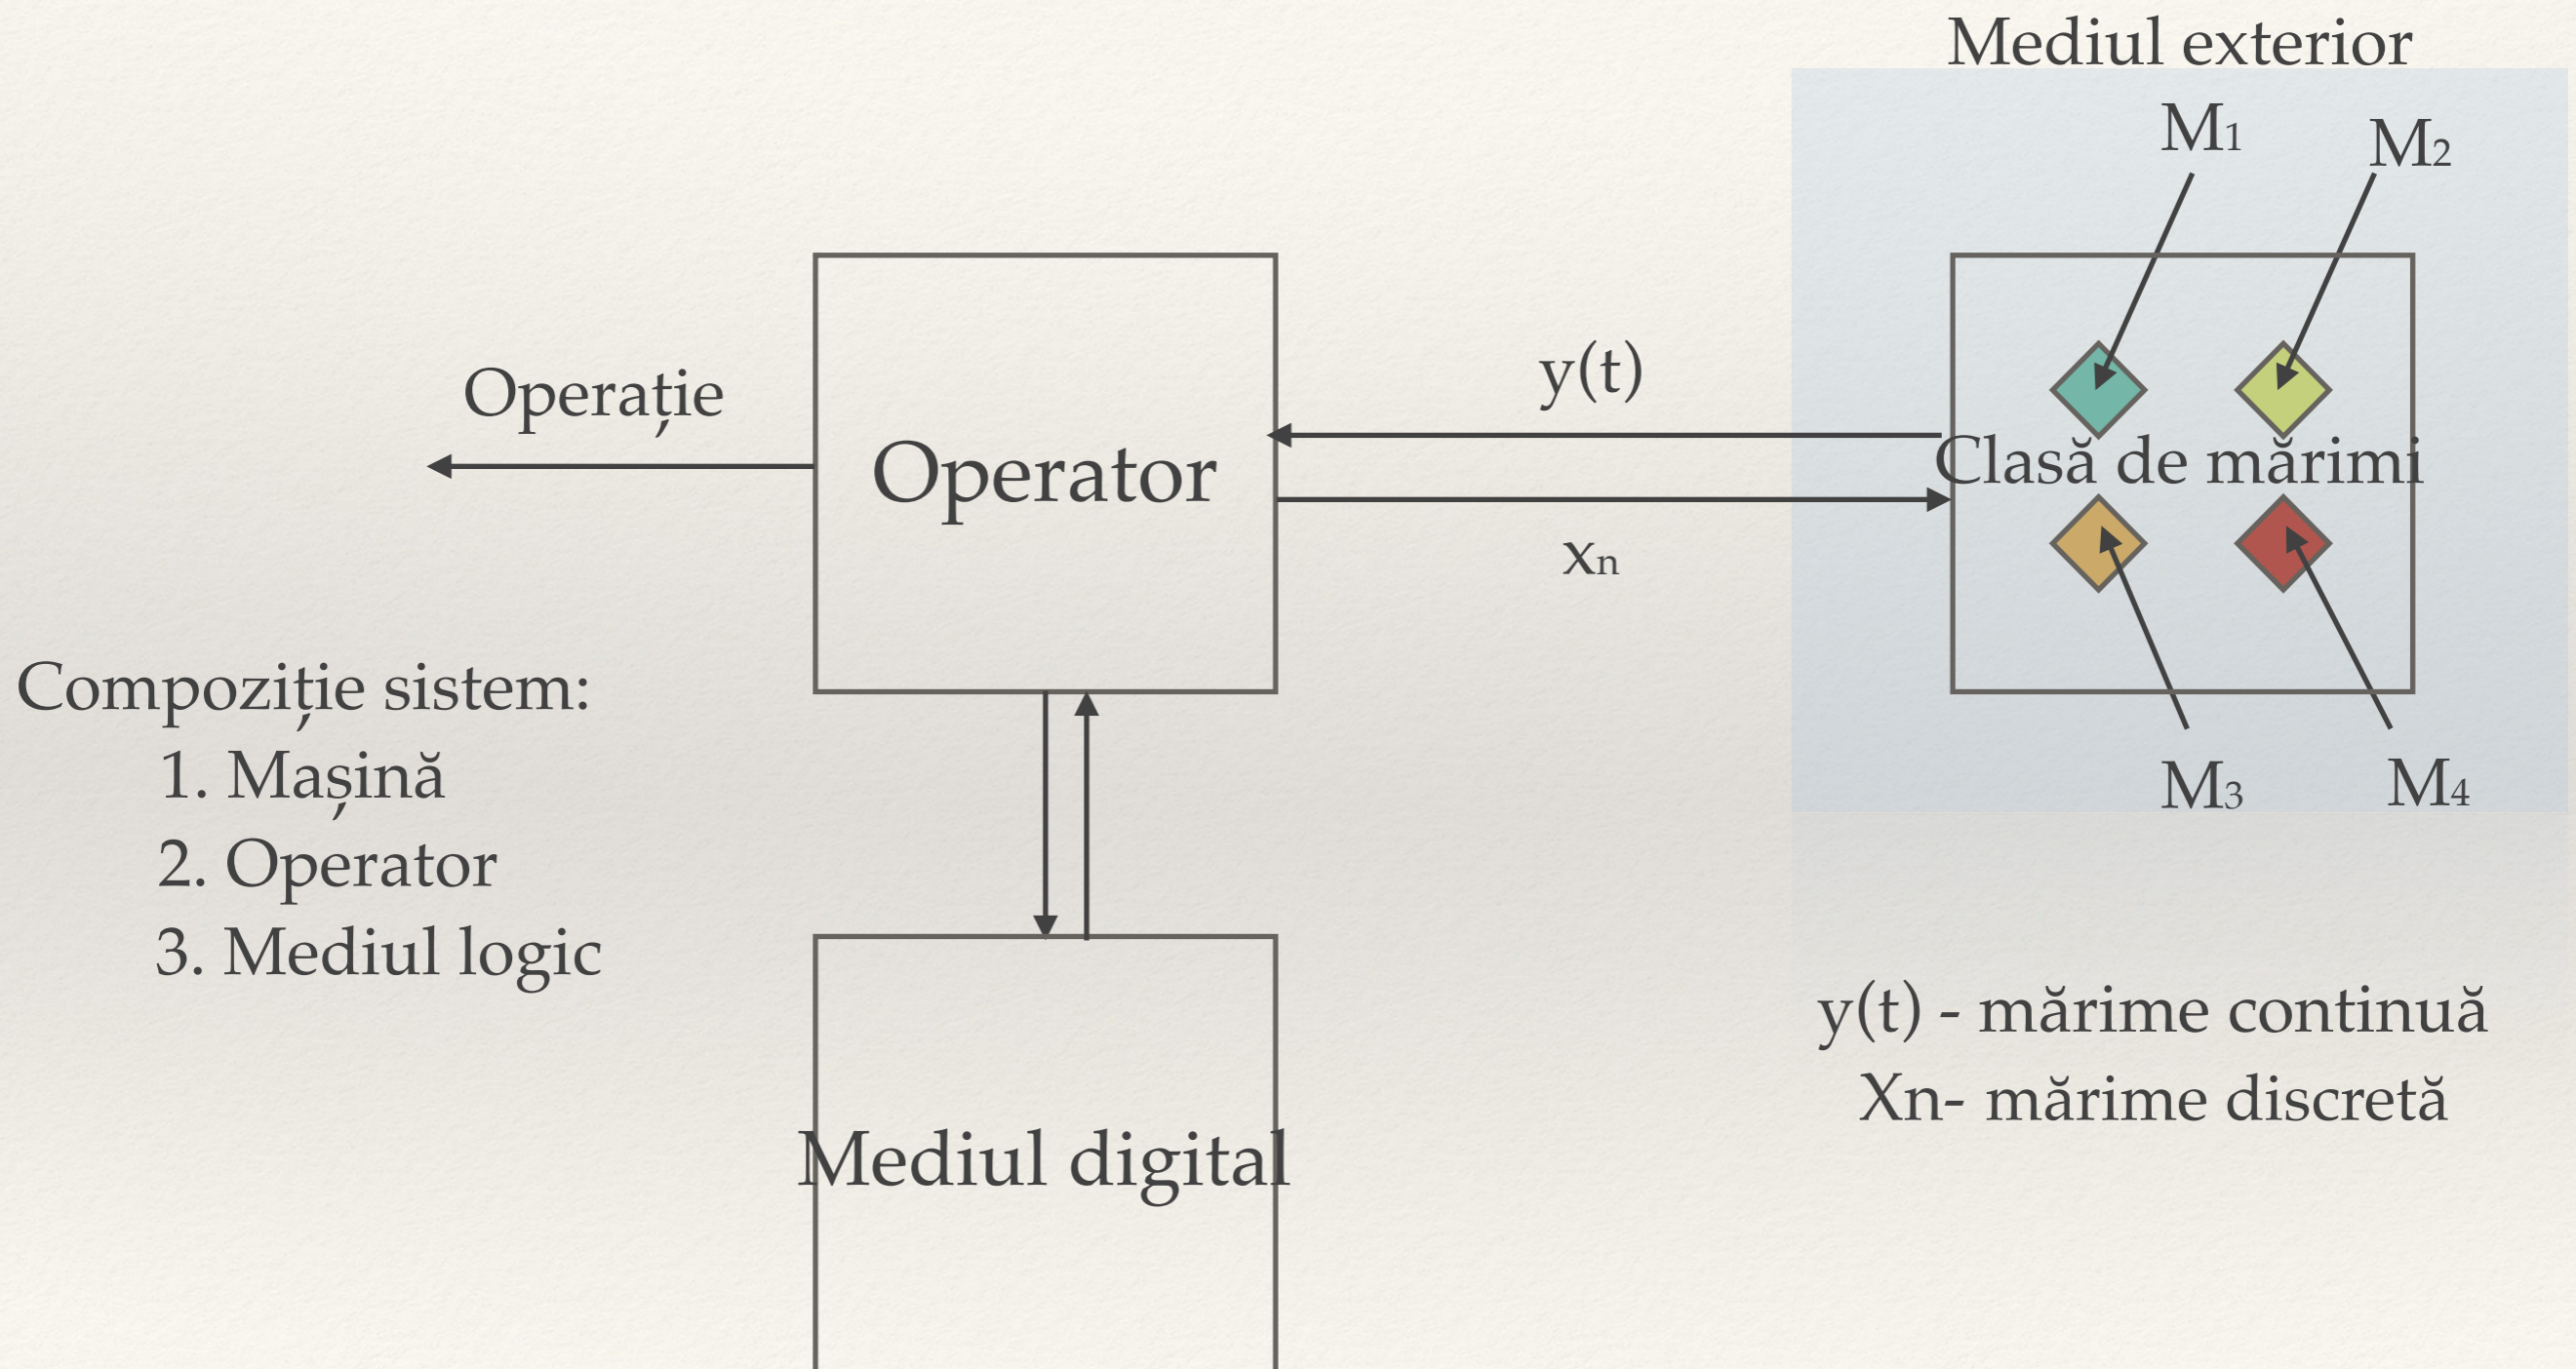 Mediul exterior
M1
M2
Operație
Operator
y(t)
xn
Clasă de mărimi
M3
M4
Compoziție sistem:
1. Mașină
2. Operator
3. Mediul logic
Mediul digital
y(t) - mărime continuă
Xn- mărime discretă